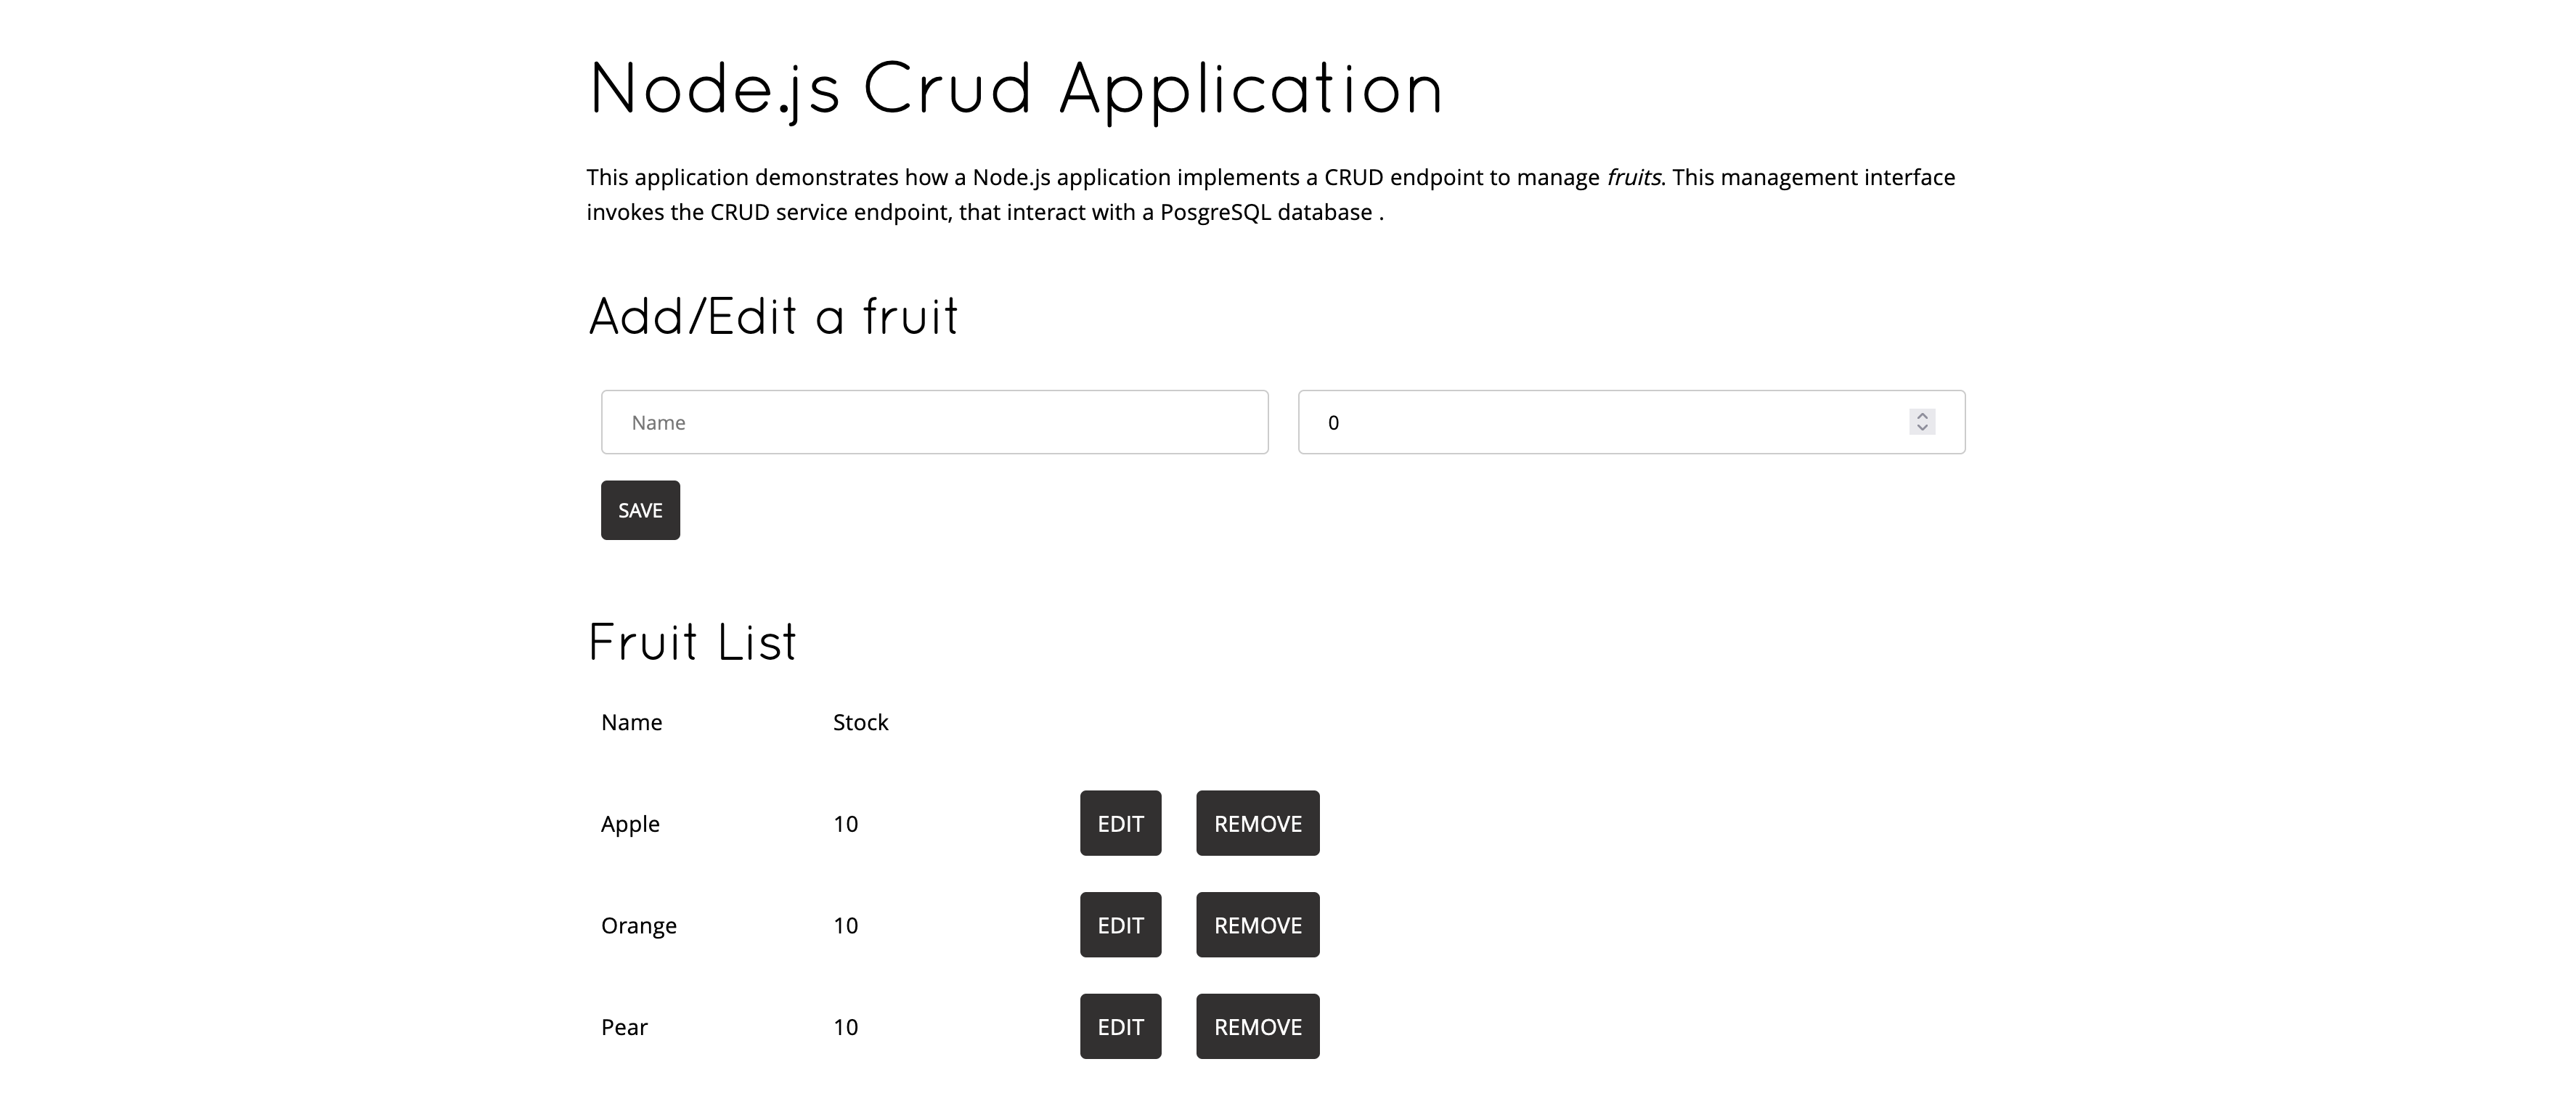 Node.js Crud Application
This application demonstrates how a Node.js application implements a CRUD endpoint to manage fruits. This management interface
invokes the CRUD service endpoint, that interact with a PosgreSQL database .
Add/Edit a fruit
Name 0
SAVE
Fruit List
Name Stock
Apple 10 EDIT REMOVE
Orange 10 EDIT REMOVE
Pear 10 EDIT REMOVE